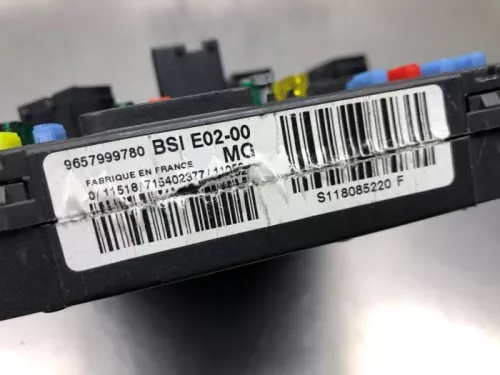 9657999780 BSI E02-00
FABRIQUE EN FRANCE MG
S118085220 F